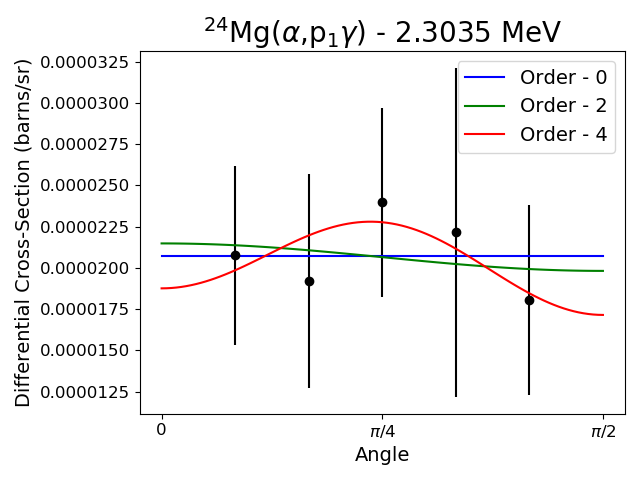 ²⁴Mg(α,p₁γ) - 2.3035 MeV
Differential Cross-Section (barns/sr)
0.0000325
0.0000300
0.0000275
0.0000250
0.0000225
0.0000200
0.0000175
0.0000150
0.0000125
Order - 0
Order - 2
Order - 4
0
π/4
π/2
Angle